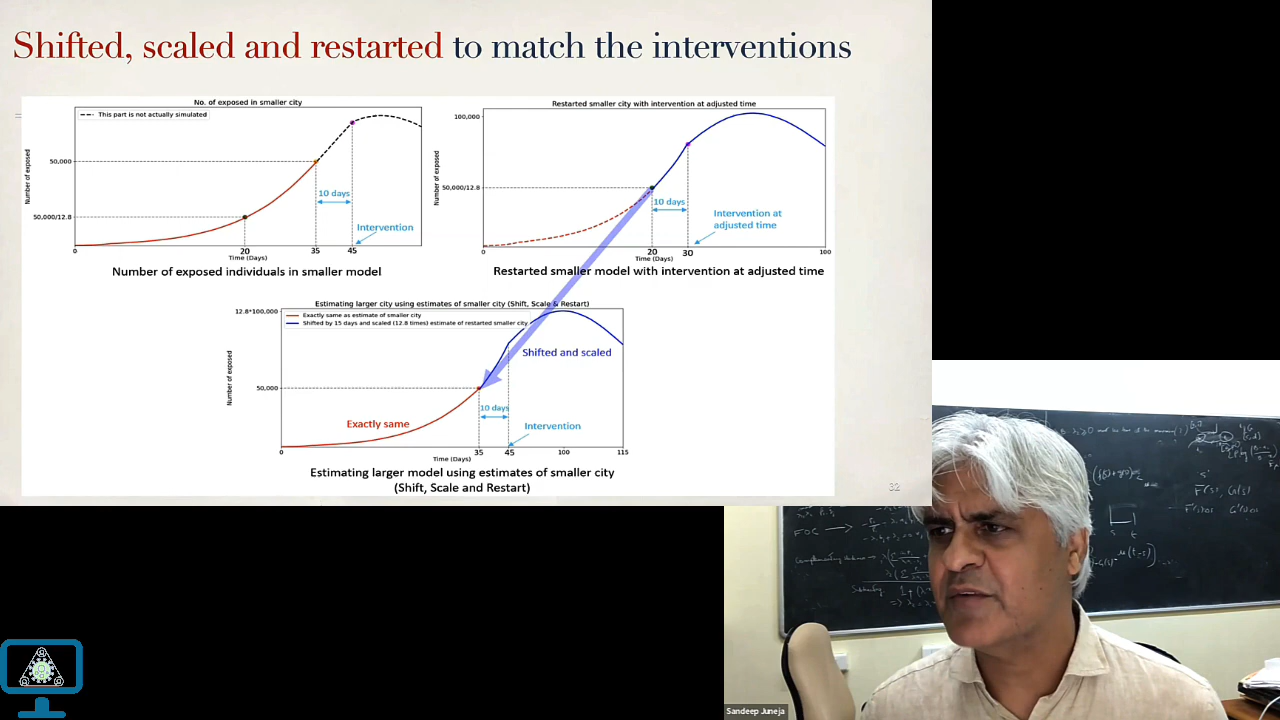 Shifted, scaled and restarted to match the interventions
No. of exposed in smaller city
This part is not actually simulated
Number of exposed
50,000
50,000/12.8
10 days
Intervention
0
20
35
45
Time (Days)
Number of exposed individuals in smaller model
Restarted smaller city with intervention at adjusted time
Number of exposed
100,000
50,000/12.8
10 days
Intervention at
adjusted time
0
20
30
100
Time (Days)
Restarted smaller model with intervention at adjusted time
Estimating larger city using estimates of smaller city (Shift, Scale & Restart)
12.8*100,000
Exactly same as estimate of smaller city
Shifted by 15 days and scaled (12.8 times) estimate of restarted smaller city
Number of exposed
Shifted and scaled
50,000
10 days
Exactly same
Intervention
0
35
45
100
115
Time (Days)
Estimating larger model using estimates of smaller city
(Shift, Scale and Restart)
32
FOC
Sandeep Juneja